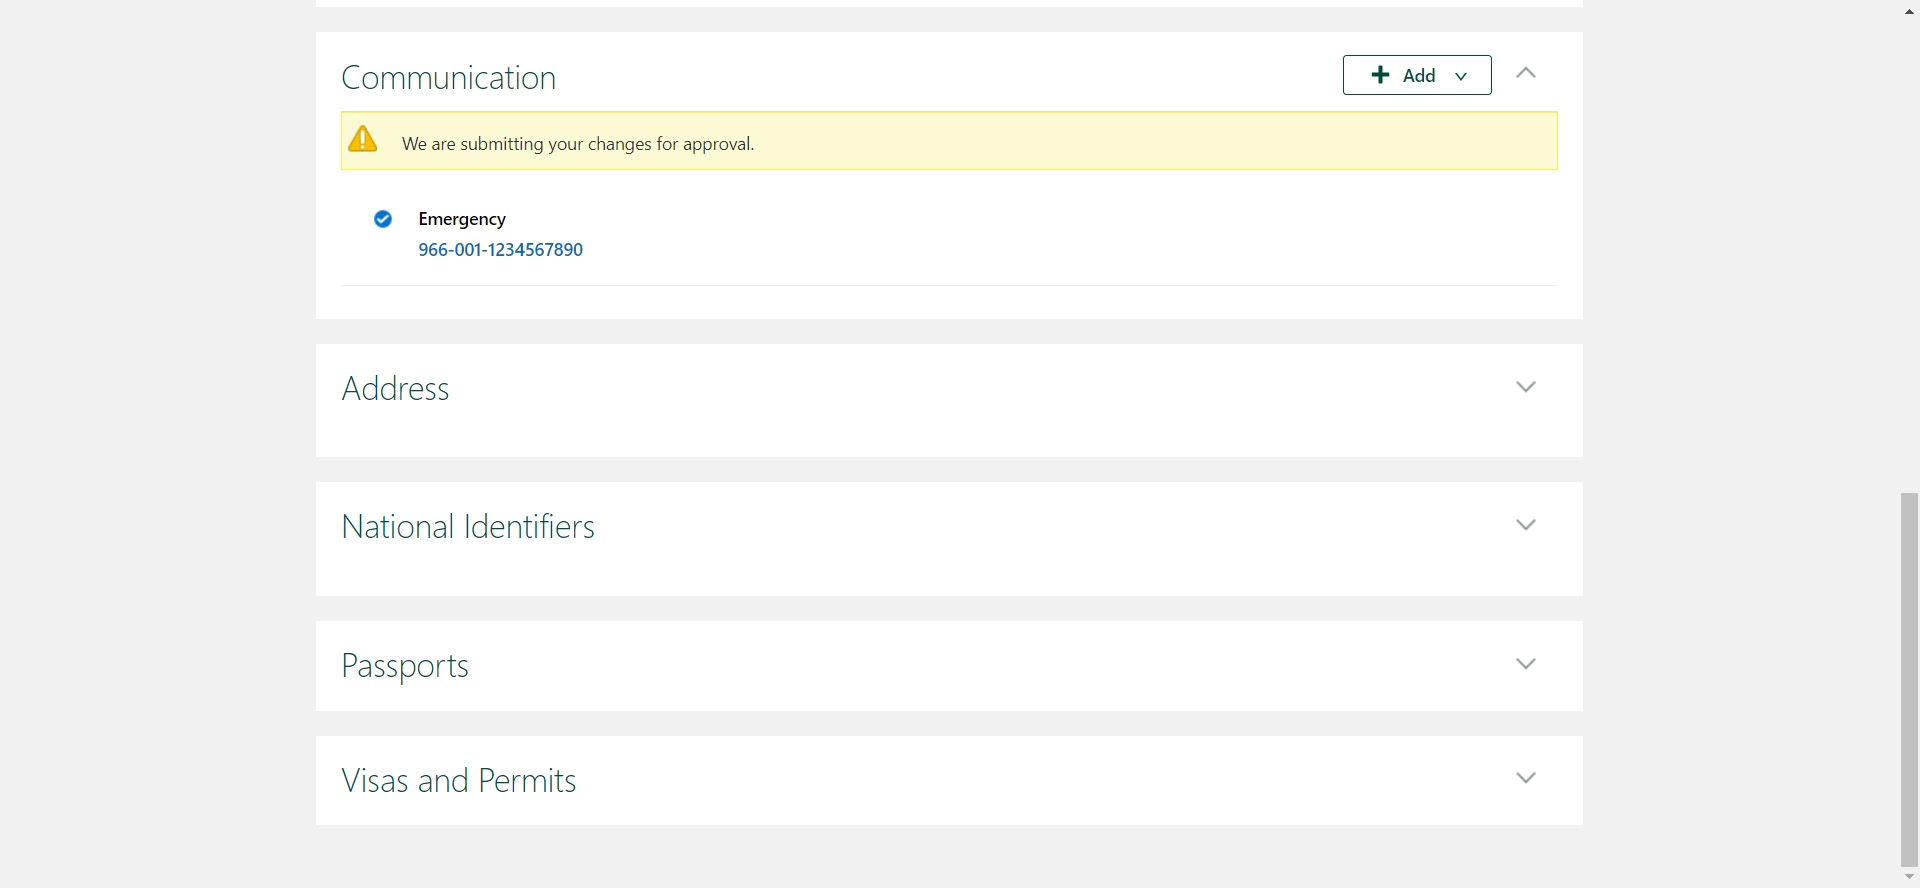 Communication
Add
We are submitting your changes for approval.
Emergency
966-001-1234567890
Address
National Identifiers
Passports
Visas and Permits